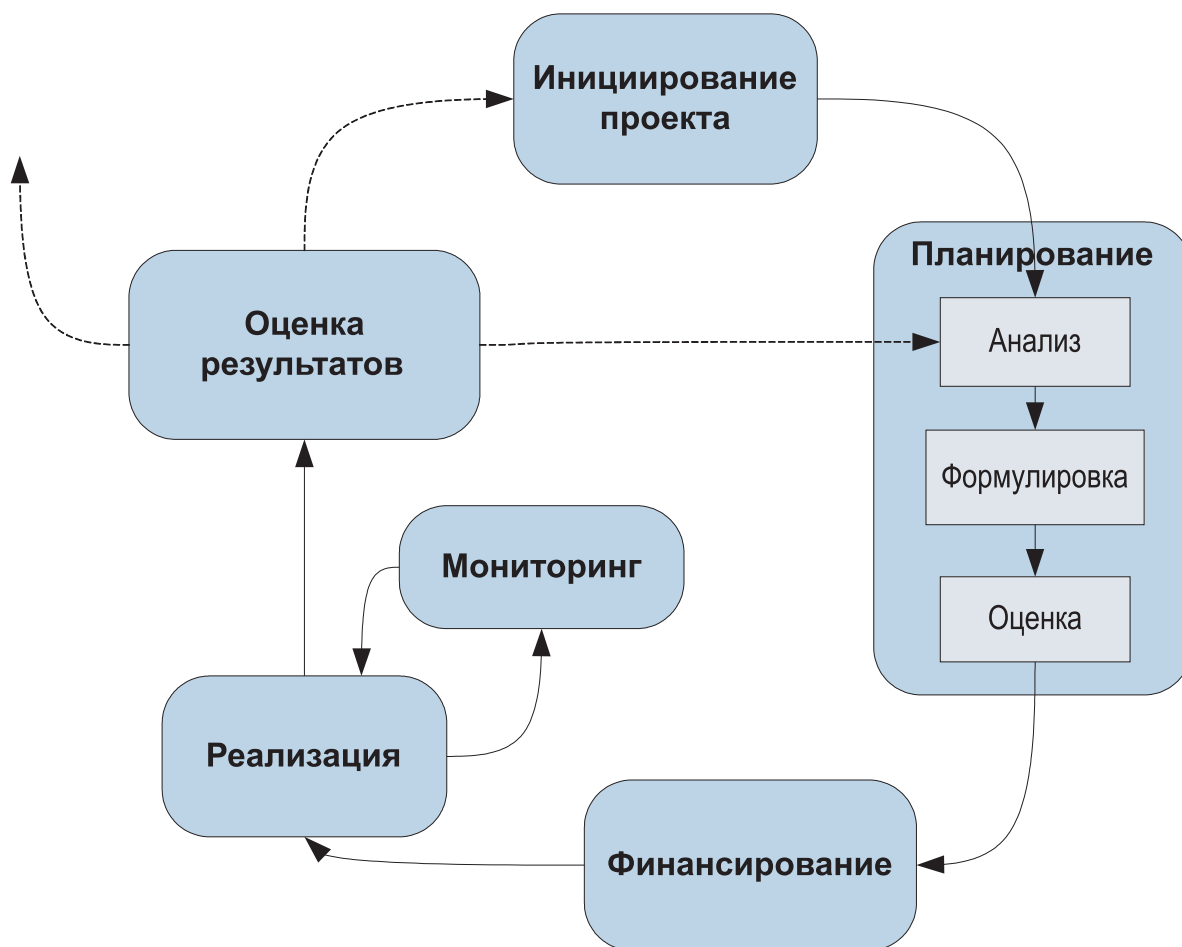 Инициирование
проекта
Планирование
Оценка
результатов
Анализ
Формулировка
Мониторинг
Оценка
Реализация
Финансирование